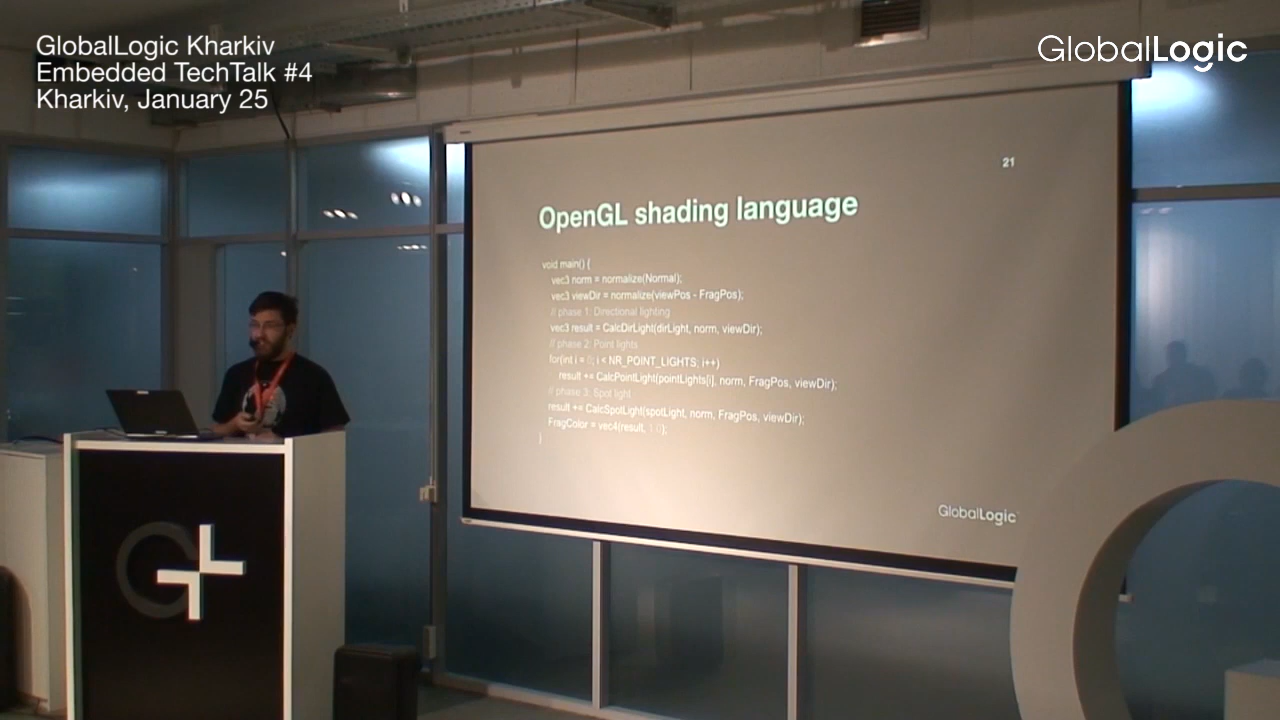 GlobalLogic Kharkiv
Embedded TechTalk #4
Kharkiv, January 25
GlobalLogic
21
OpenGL shading language
void main() {
vec3 norm = normalize(Normal);
vec3 viewDir = normalize(viewPos - FragPos);
// phase 1: Directional lighting
vec3 result = CalcDirLight(dirLight, norm, viewDir);
// phase 2: Point lights
for(int i = 0; i < NR_POINT_LIGHTS; i++)
result += CalcPointLight(pointLights[i], norm, FragPos, viewDir);
// phase 3: Spot light
result += CalcSpotLight(spotLight, norm, FragPos, viewDir);
FragColor = vec4(result, 1.0);
}
GlobalLogic
GL